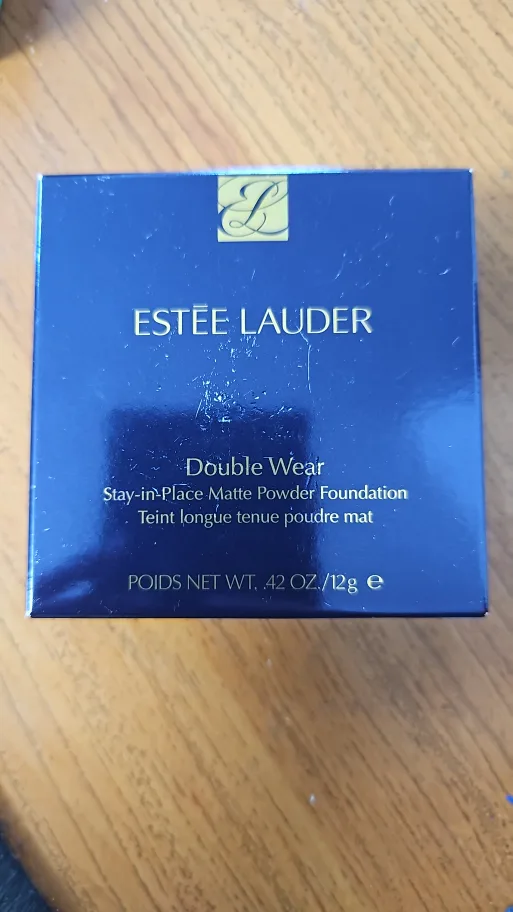 EL
ESTĒE LAUDER
Double Wear
Stay-in-Place Matte Powder Foundation
Teint longue tenue poudre mat
POIDS NET WT. .42 OZ./12g ℮